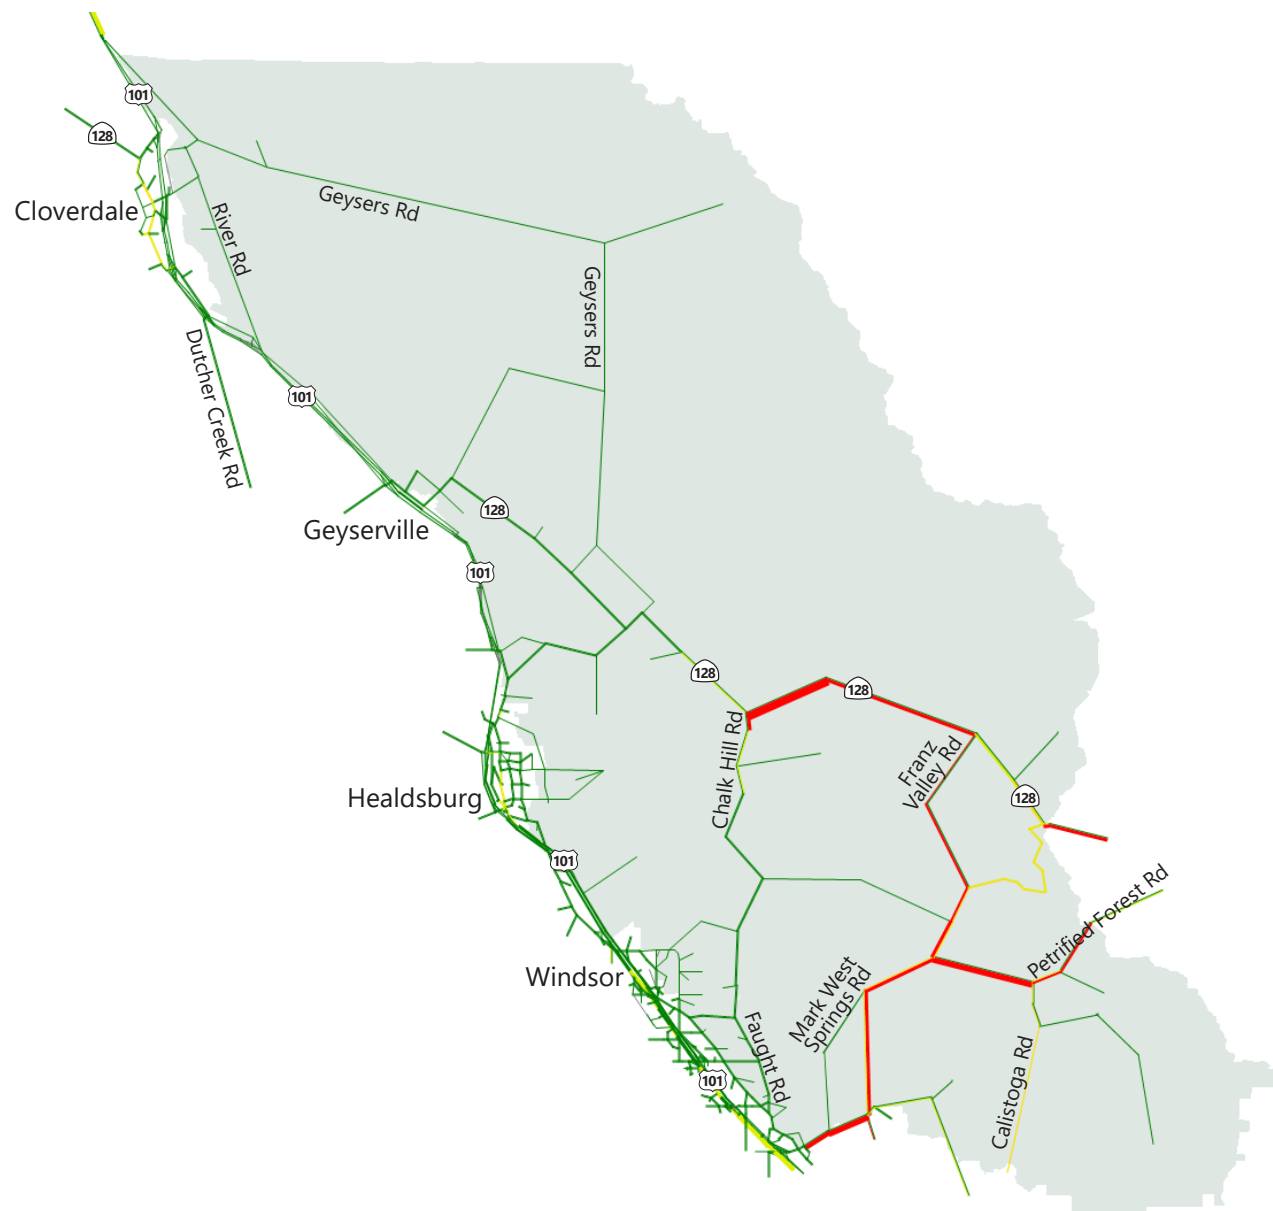 101
128
Cloverdale
Geysers Rd
River Rd
Geysers Rd
Dutcher Creek Rd
101
128
Geyserville
101
128
128
Chalk Hill Rd
Franz
Valley Rd
128
Healdsburg
101
Petrified Forest Rd
Windsor
Mark West
Springs Rd
Faught Rd
101
Calistoga Rd